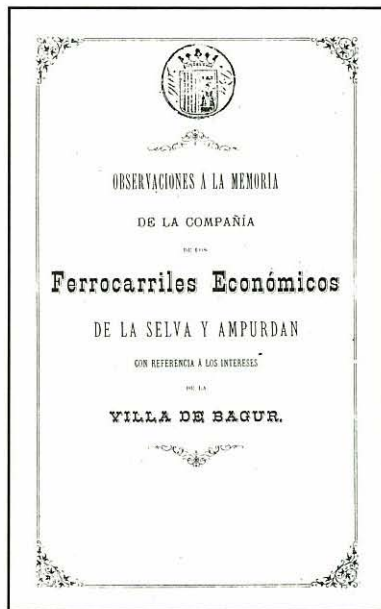 OBSERVACIONES A LA MEMORIA
DE LA COMPAÑÍA
DE LOS
Ferrocarriles Económicos
DE LA SELVA Y AMPURDAN
CON REFERENCIA Á LOS INTERESES
DE LA
VILLA DE BAGUR.